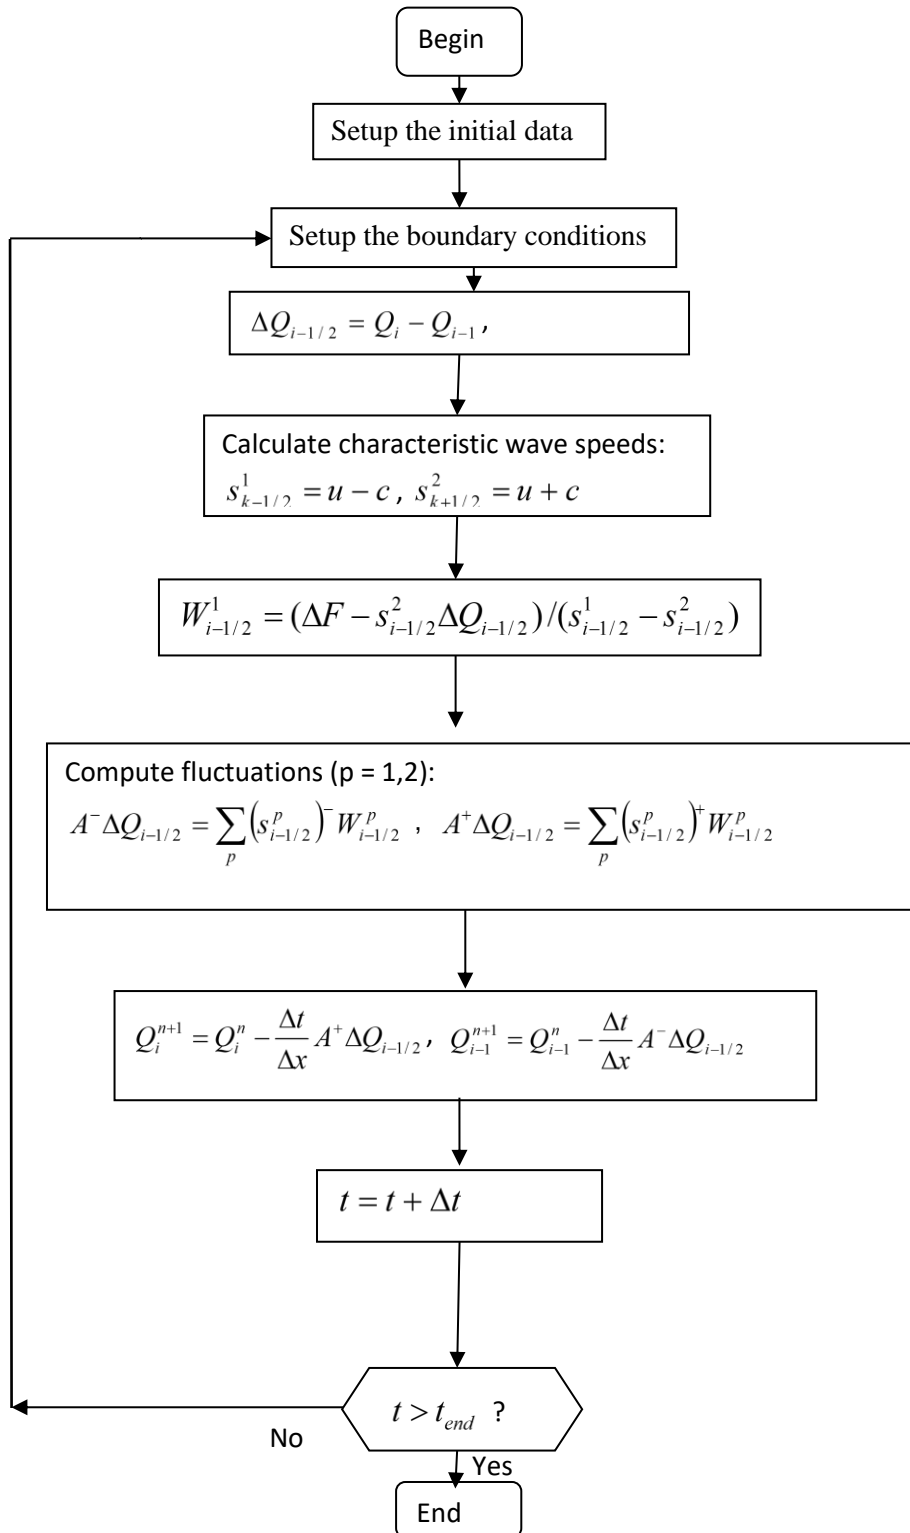 Begin
Setup the initial data
Setup the boundary conditions
ΔQ_{i−1/2} = Q_i − Q_{i−1} ,
Calculate characteristic wave speeds:
s^1_{k−1/2} = u − c , s^2_{k+1/2} = u + c
W^1_{i−1/2} = (ΔF − s^2_{i−1/2} ΔQ_{i−1/2}) /(s^1_{i−1/2} − s^2_{i−1/2})
Compute fluctuations (p = 1,2):
A^− ΔQ_{i−1/2} = ∑_p (s^p_{i−1/2})^− W^p_{i−1/2} , A^+ ΔQ_{i−1/2} = ∑_p (s^p_{i−1/2})^+ W^p_{i−1/2}
Q_i^{n+1} = Q_i^n − Δt/Δx A^+ ΔQ_{i−1/2} , Q_{i−1}^{n+1} = Q_{i−1}^n − Δt/Δx A^− ΔQ_{i−1/2}
t = t + Δt
t > t_{end} ?
No
Yes
End